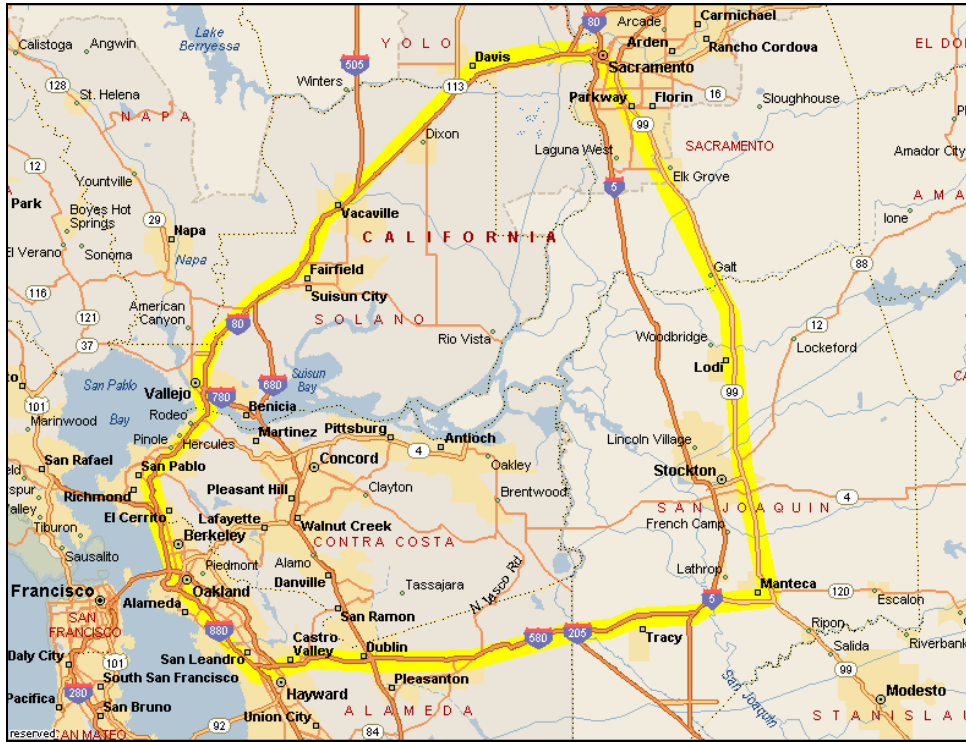 Lake
Berryessa
YOLO
80
Arcade
Carmichael
Calistoga
Angwin
505
Davis
Arden
Rancho Cordova
EL DO
Sacramento
Winters
113
128
St. Helena
Parkway
Florin
16
Sloughhouse
NAPA
99
Dixon
Laguna West
SACRAMENTO
Amador City
12
Yountville
5
Elk Grove
AMA
Park
Boyes Hot
Springs
Vacaville
29
Napa
CALIFORNIA
Ione
El Verano
Sonoma
Napa
Fairfield
Galt
88
116
Suisun City
American
Canyon
SOLANO
121
80
12
37
Rio Vista
Woodbridge
Lockeford
San Pablo
Bay
Suisun
Bay
Lodi
Vallejo
680
780
99
101
Rodeo
Benicia
Marinwood
Pinole
Hercules
Martinez
Pittsburg
Antioch
Lincoln Village
4
San Rafael
San Pablo
Concord
Oakley
Stockton
Richmond
Pleasant Hill
Clayton
Brentwood
4
El Cerrito
Lafayette
Walnut Creek
SAN JOAQUIN
Valley
Tiburon
Berkeley
CONTRA COSTA
French Camp
Sausalito
Piedmont
Alamo
Lathrop
Manteca
Francisco
Oakland
Danville
Tassajara
N Vasco Rd
5
120
Escalon
Alameda
SAN
FRANCISCO
San Ramon
880
580
205
Tracy
Ripon
Riverbank
Daly City
101
San Leandro
Castro
Valley
Dublin
Salida
South San Francisco
Hayward
Pleasanton
San Joaquin
99
Pacifica
280
San Bruno
Modesto
Union City
ALAMEDA
92
84
STANISLAU
reserved
SAN MATEO